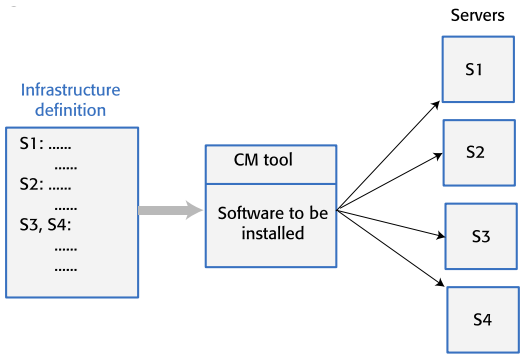 Servers
Infrastructure
definition
S1: ......
......
S2: ......
......
S3, S4:
......
......
CM tool
Software to be
installed
S1
S2
S3
S4